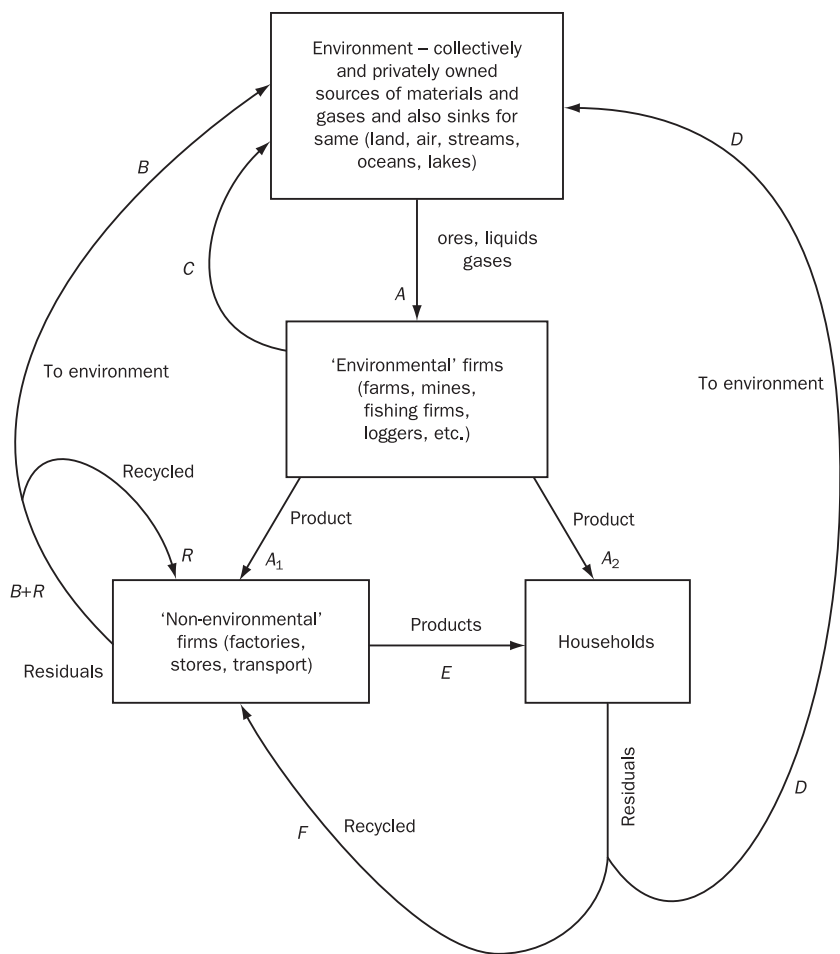 Environment – collectively
and privately owned
sources of materials and
gases and also sinks for
same (land, air, streams,
oceans, lakes)
B
D
C
ores, liquids
gases
A
'Environmental' firms
(farms, mines,
fishing firms,
loggers, etc.)
To environment
To environment
Recycled
Product
Product
R
A1
A2
B+R
'Non-environmental'
firms (factories,
stores, transport)
Products
E
Households
Residuals
Residuals
D
F
Recycled